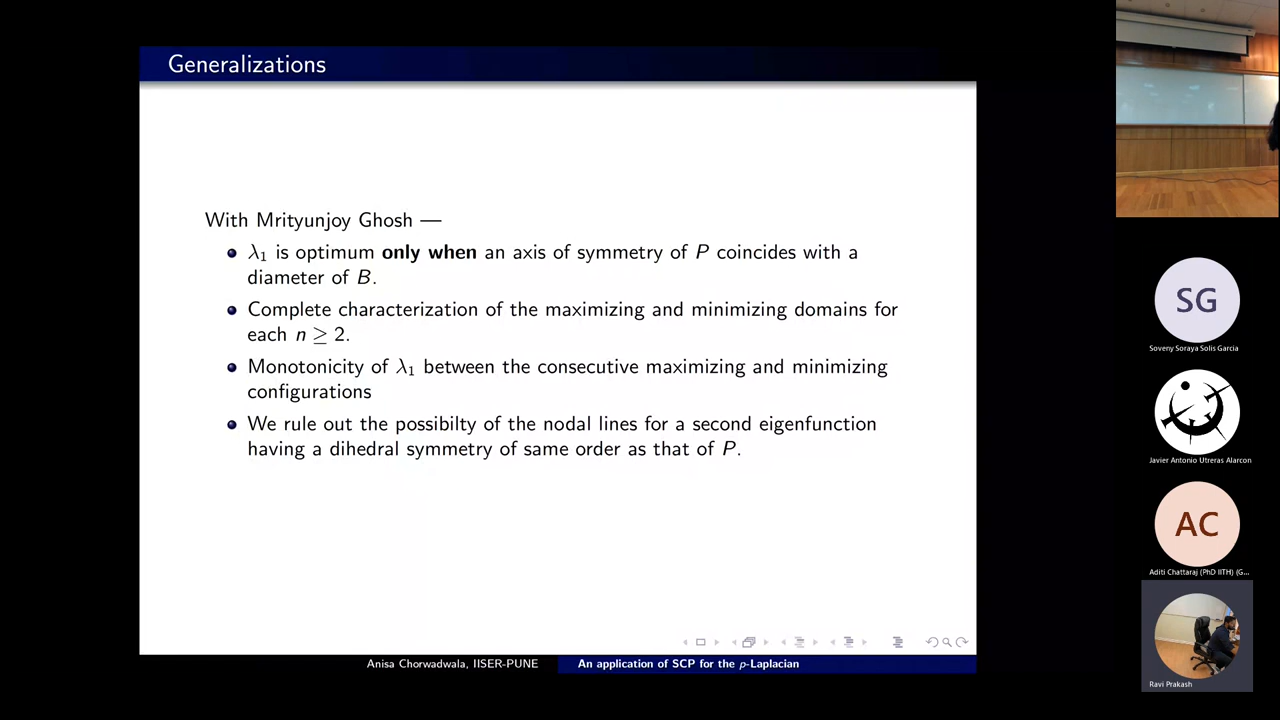 Generalizations
With Mrityunjoy Ghosh —
λ₁ is optimum only when an axis of symmetry of P coincides with a
diameter of B.
Complete characterization of the maximizing and minimizing domains for
each n ≥ 2.
Monotonicity of λ₁ between the consecutive maximizing and minimizing
configurations
We rule out the possibilty of the nodal lines for a second eigenfunction
having a dihedral symmetry of same order as that of P.
Anisa Chorwadwala, IISER-PUNE
An application of SCP for the p-Laplacian
SG
Soveny Soraya Solis Garcia
Javier Antonio Utreras Alarcon
AC
Aditi Chattaraj (PhD IITH) (G...
Ravi Prakash